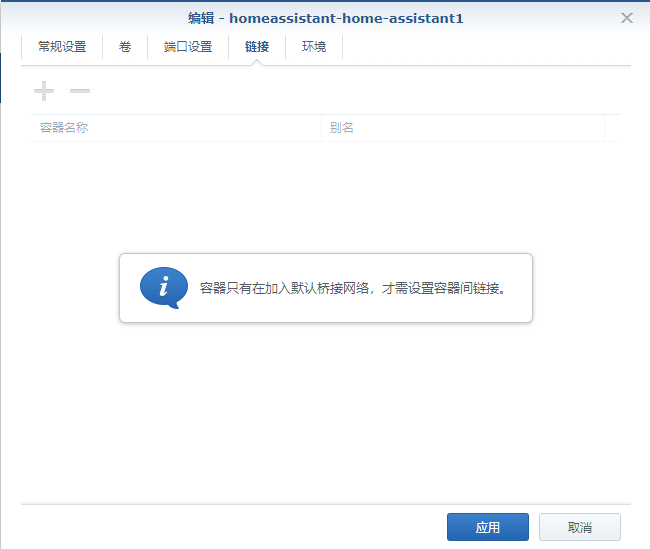 编辑 - homeassistant-home-assistant1
常规设置 卷 端口设置 链接 环境
容器名称 别名
容器只有在加入默认桥接网络，才需设置容器间链接。
应用 取消